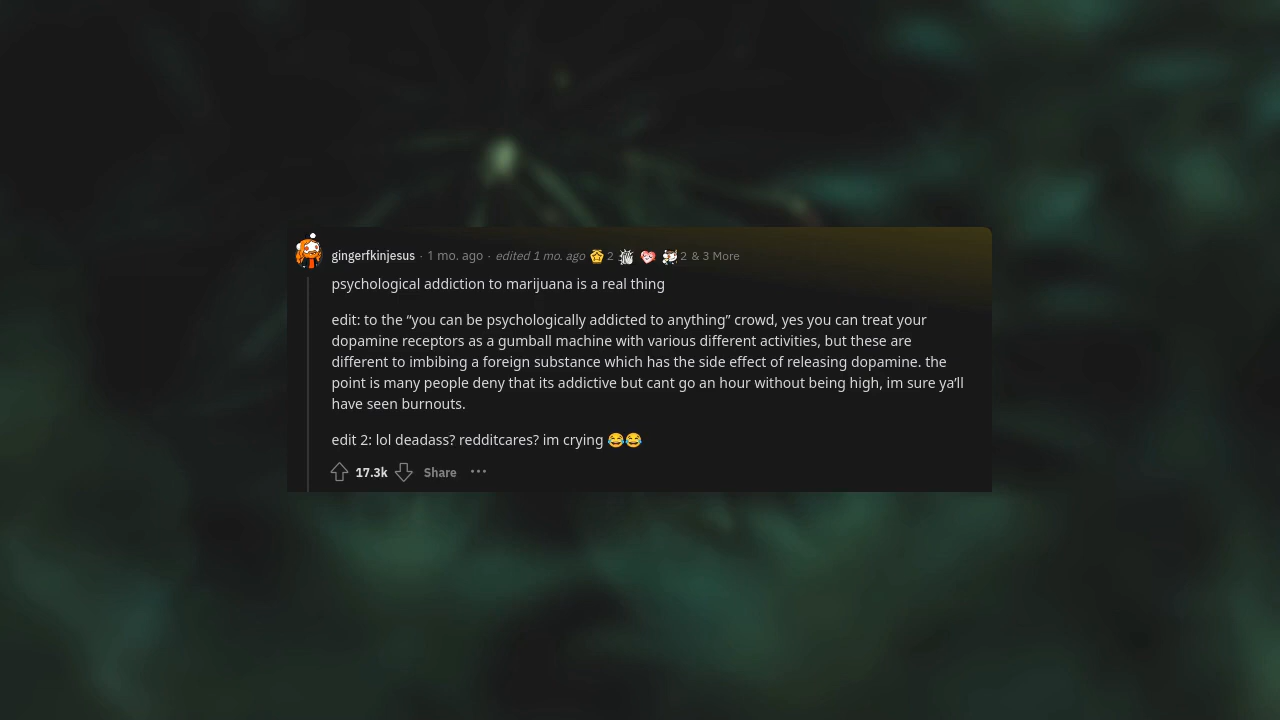 gingerfkinjesus · 1 mo. ago · edited 1 mo. ago 2 2 & 3 More
psychological addiction to marijuana is a real thing
edit: to the “you can be psychologically addicted to anything” crowd, yes you can treat your
dopamine receptors as a gumball machine with various different activities, but these are
different to imbibing a foreign substance which has the side effect of releasing dopamine. the
point is many people deny that its addictive but cant go an hour without being high, im sure ya’ll
have seen burnouts.
edit 2: lol deadass? redditcares? im crying 😂😂
17.3k Share ···